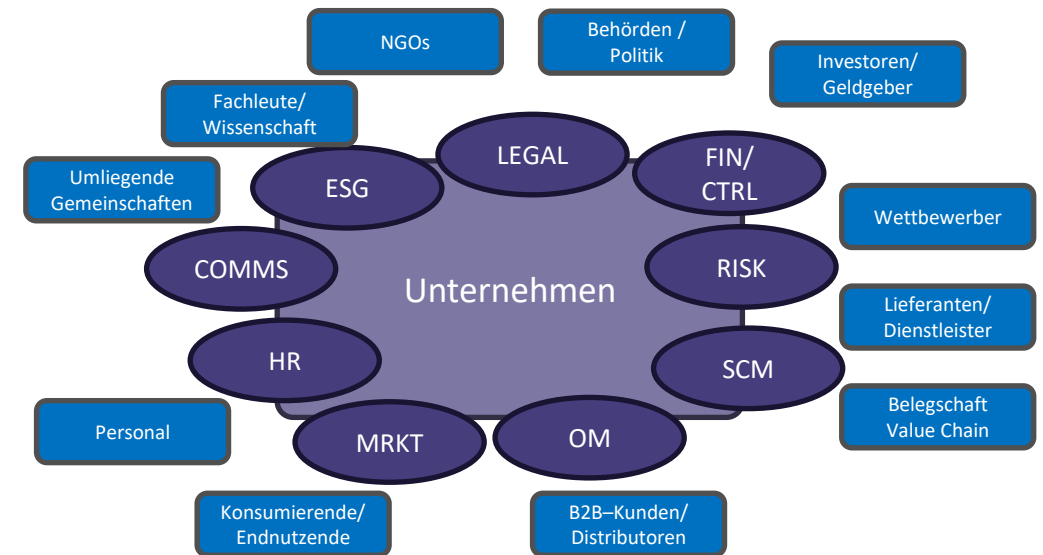 NGOs
Behörden /
Politik
Investoren/
Geldgeber
Fachleute/
Wissenschaft
Umliegende
Gemeinschaften
LEGAL
FIN/
CTRL
ESG
Wettbewerber
COMMS
RISK
Unternehmen
Lieferanten/
Dienstleister
HR
SCM
Belegschaft
Value Chain
Personal
MRKT
OM
Konsumierende/
Endnutzende
B2B–Kunden/
Distributoren